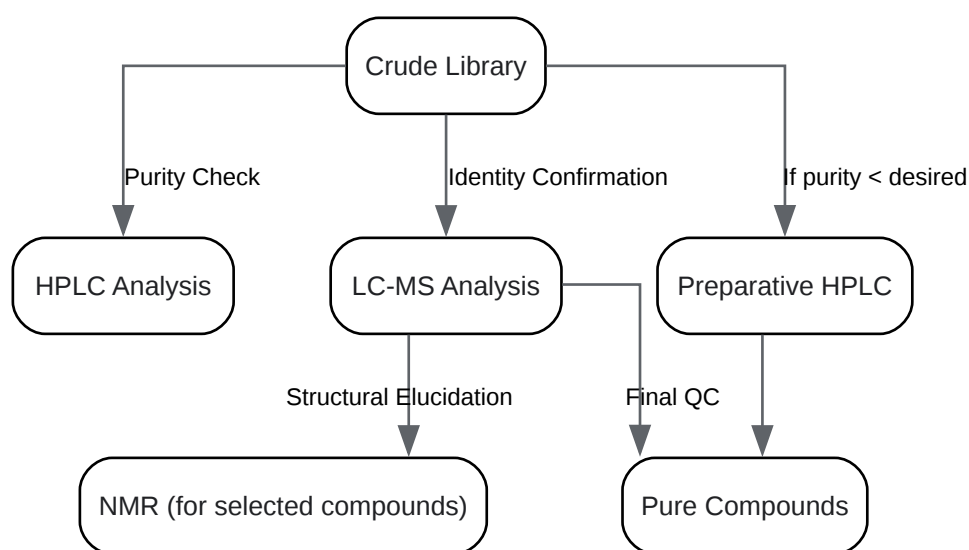 Crude Library
Purity Check
Identity Confirmation
If purity < desired
HPLC Analysis
LC-MS Analysis
Preparative HPLC
Structural Elucidation
Final QC
NMR (for selected compounds)
Pure Compounds